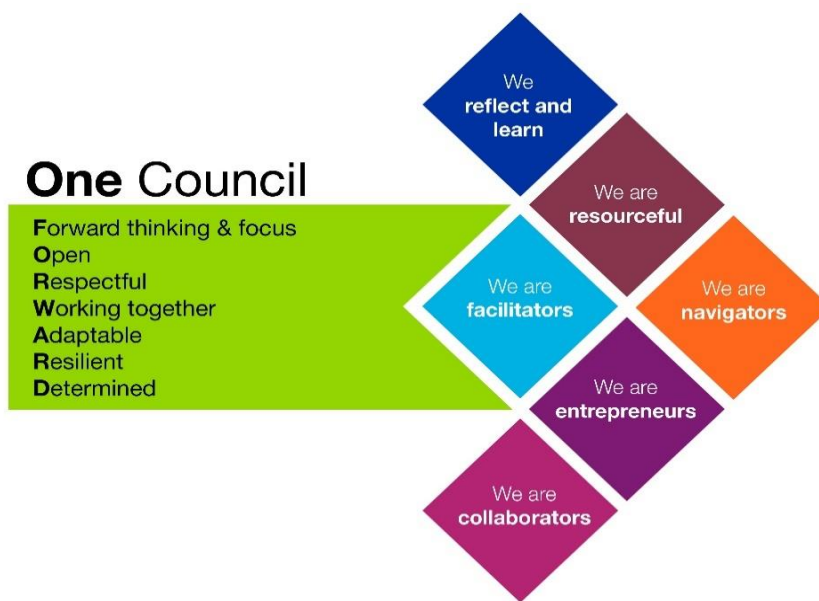 One Council
Forward thinking & focus
Open
Respectful
Working together
Adaptable
Resilient
Determined
We
reflect and
learn
We are
resourceful
We are
facilitators
We are
navigators
We are
entrepreneurs
We are
collaborators